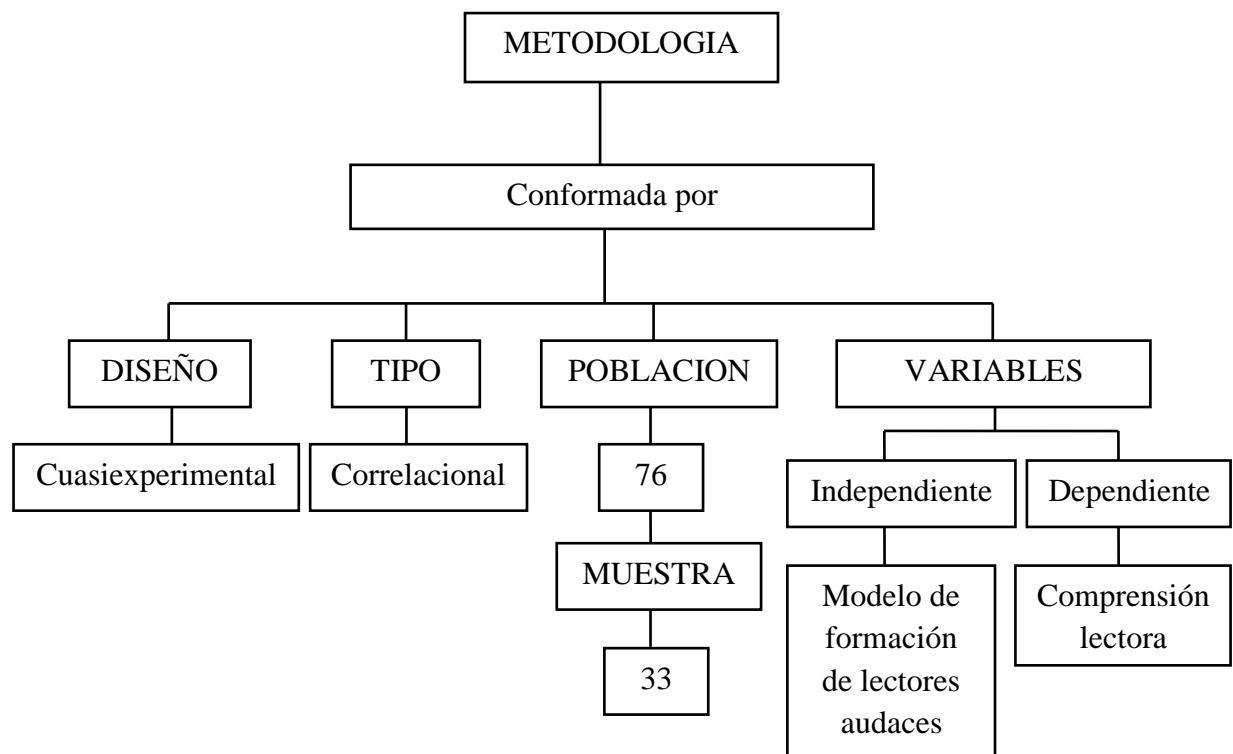 METODOLOGIA
Conformada por
DISEÑO
TIPO
POBLACION
VARIABLES
Cuasiexperimental
Correlacional
76
Independiente
Dependiente
MUESTRA
Modelo de
formación
de lectores
audaces
Comprensión
lectora
33